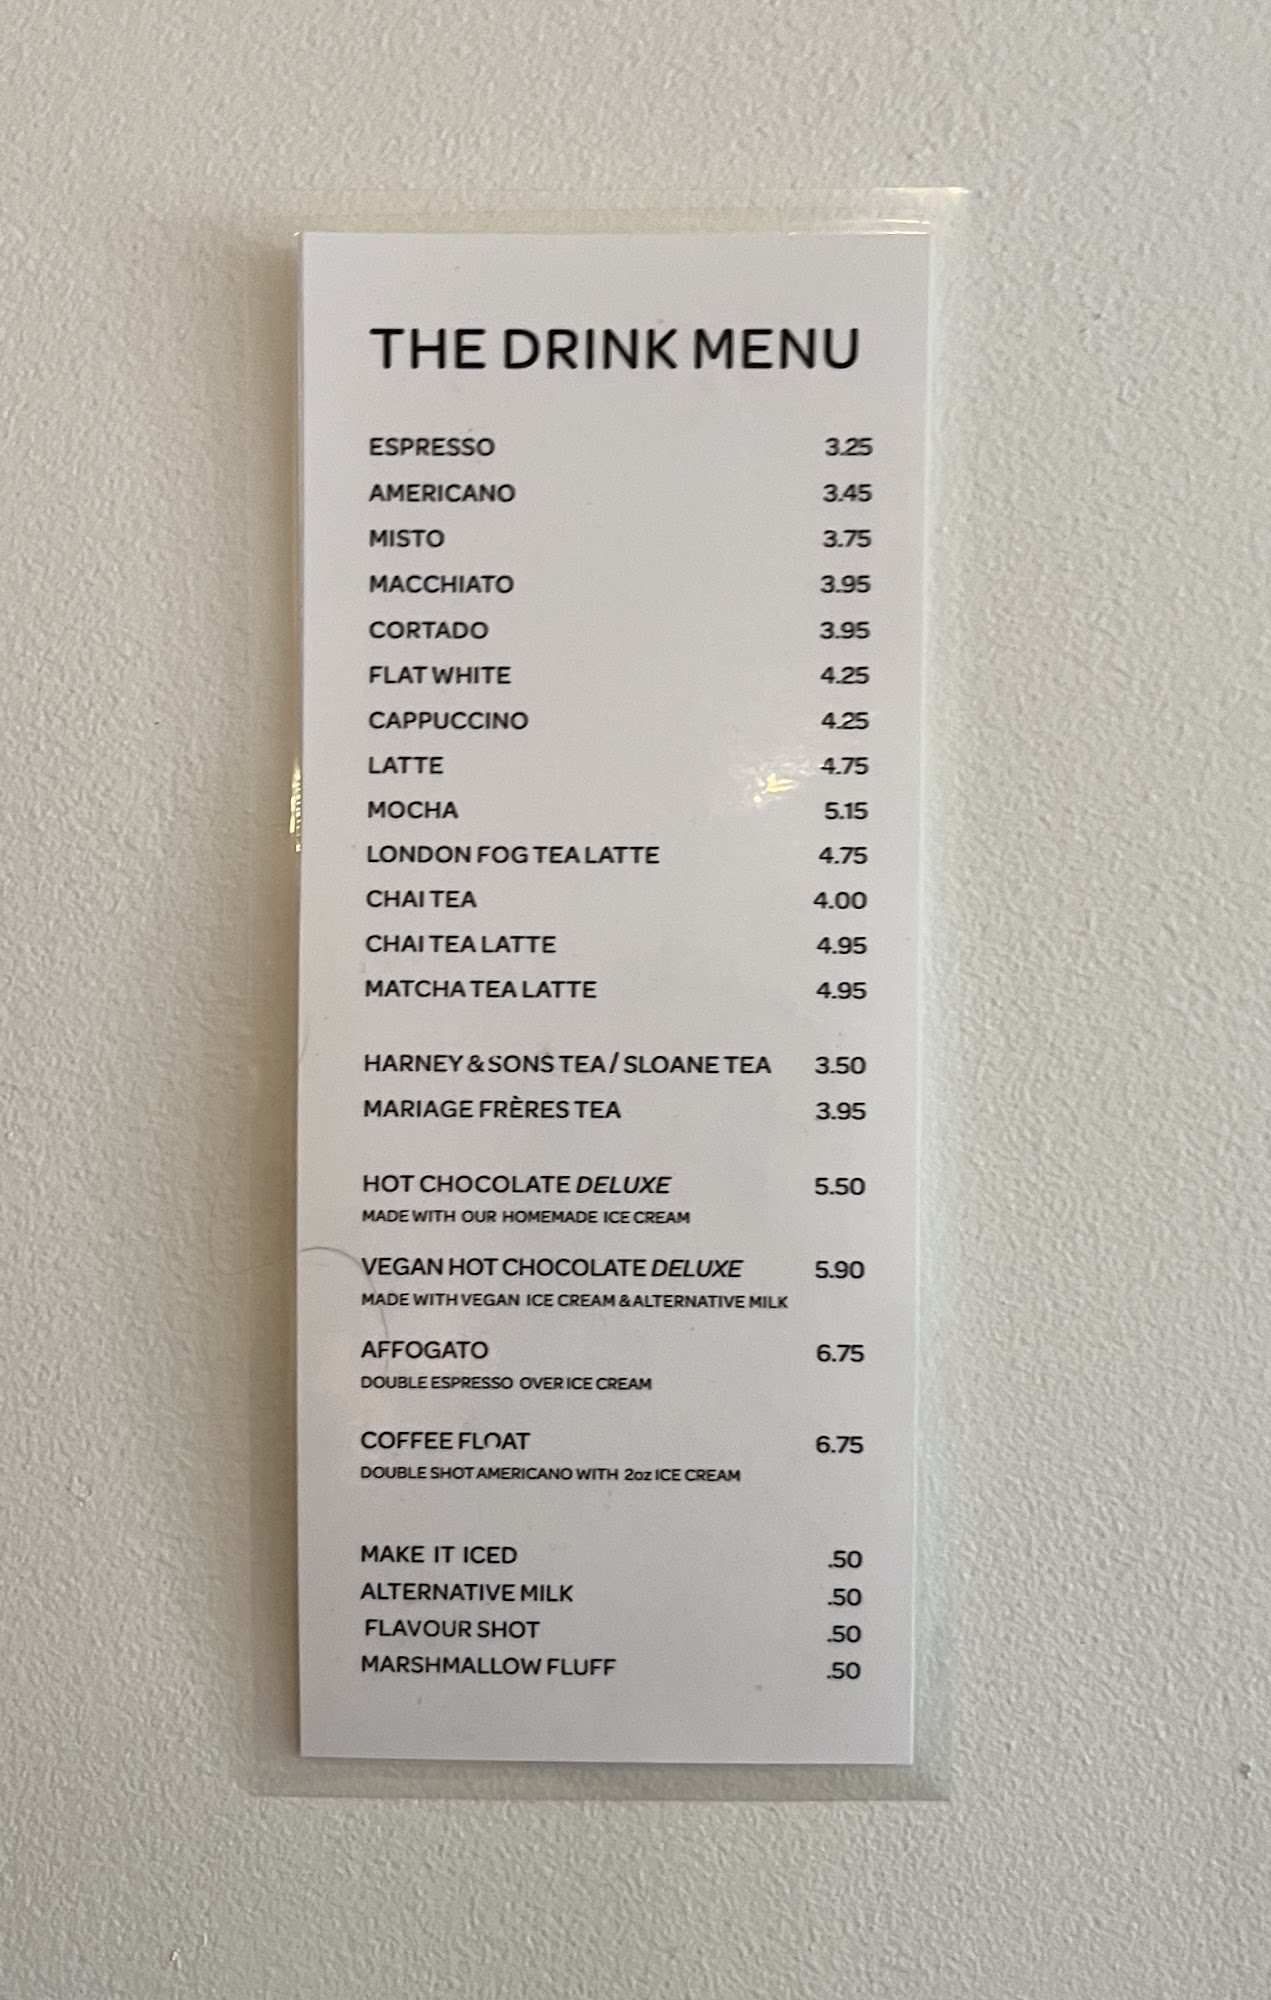 THE DRINK MENU
ESPRESSO 3.25
AMERICANO 3.45
MISTO 3.75
MACCHIATO 3.95
CORTADO 3.95
FLAT WHITE 4.25
CAPPUCCINO 4.25
LATTE 4.75
MOCHA 5.15
LONDON FOG TEA LATTE 4.75
CHAI TEA 4.00
CHAI TEA LATTE 4.95
MATCHA TEA LATTE 4.95
HARNEY & SONS TEA / SLOANE TEA 3.50
MARIAGE FRÈRES TEA 3.95
HOT CHOCOLATE DELUXE 5.50
MADE WITH OUR HOMEMADE ICE CREAM
VEGAN HOT CHOCOLATE DELUXE 5.90
MADE WITH VEGAN ICE CREAM & ALTERNATIVE MILK
AFFOGATO 6.75
DOUBLE ESPRESSO OVER ICE CREAM
COFFEE FLOAT 6.75
DOUBLE SHOT AMERICANO WITH 2oz ICE CREAM
MAKE IT ICED .50
ALTERNATIVE MILK .50
FLAVOUR SHOT .50
MARSHMALLOW FLUFF .50